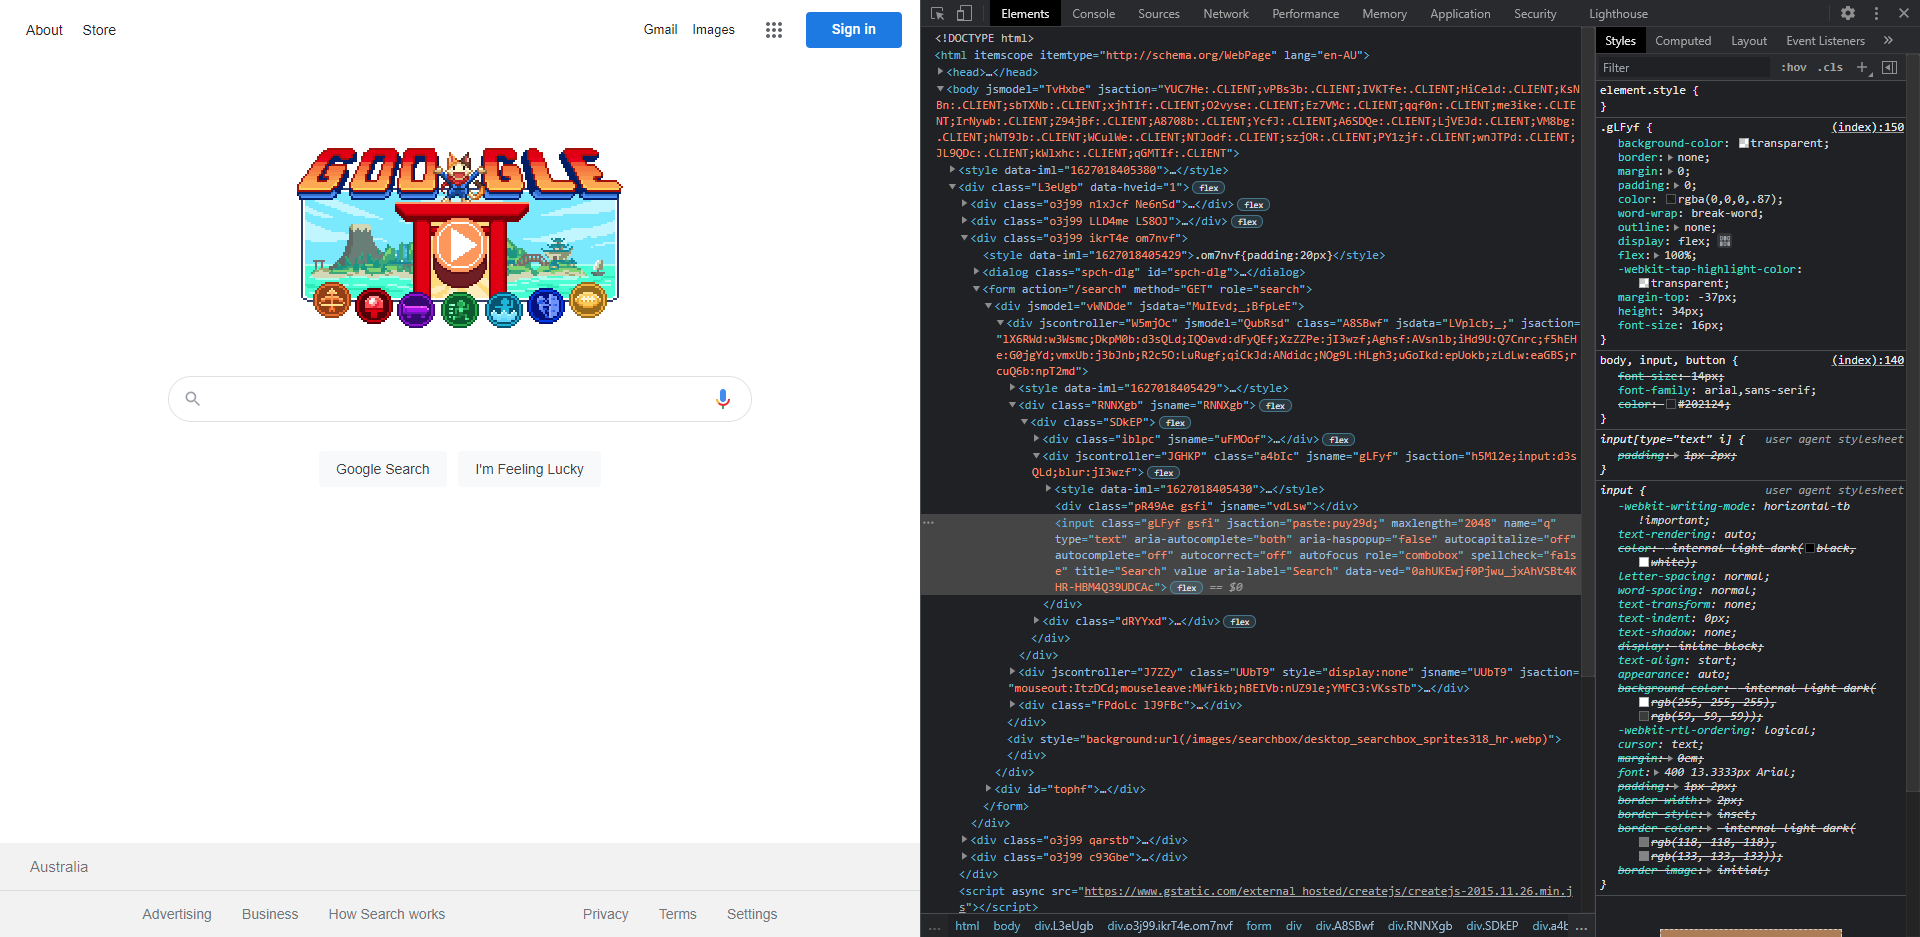 About
Store
Gmail
Images
Sign in
GOOGLE
Google Search
I'm Feeling Lucky
Australia
Advertising
Business
How Search works
Privacy
Terms
Settings
Elements
Console
Sources
Network
Performance
Memory
Application
Security
Lighthouse
<!DOCTYPE html>
<html itemscope itemtype="http://schema.org/WebPage" lang="en-AU">
<head>…</head>
<body jsmodel="TvHxbe" jsaction="YUC7He:.CLIENT;vPBs3b:.CLIENT;IVKTfe:.CLIENT;HiCeld:.CLIENT;KsN
Bn:.CLIENT;sbTXNb:.CLIENT;xjhTIf:.CLIENT;O2vyse:.CLIENT;Ez7VMc:.CLIENT;qqf0n:.CLIENT;me3ike:.CLIE
NT;IrNywb:.CLIENT;Z94jBf:.CLIENT;A8708b:.CLIENT;YcfJ:.CLIENT;A6SDQe:.CLIENT;LjVEJd:.CLIENT;VM8bg:
.CLIENT;hWT9Jb:.CLIENT;WCulWe:.CLIENT;NTJodf:.CLIENT;szjOR:.CLIENT;PY1zjf:.CLIENT;wnJTPd:.CLIENT;
JL9QDc:.CLIENT;kWlxhc:.CLIENT;qGMTIf:.CLIENT">
<style data-iml="1627018405380">…</style>
<div class="L3eUgb" data-hveid="1"> flex
<div class="o3j99 n1xJcf Ne6nSd">…</div> flex
<div class="o3j99 LLD4me LS8OJ">…</div> flex
<div class="o3j99 ikrT4e om7nvf">
<style data-iml="1627018405429">.om7nvf{padding:20px}</style>
<dialog class="spch-dlg" id="spch-dlg">…</dialog>
<form action="/search" method="GET" role="search">
<div jsmodel="vWNDde" jsdata="MuIEvd;_;BfpLeE">
<div jscontroller="W5mjOc" jsmodel="QubRsd" class="A8SBwf" jsdata="LVplcb;_;" jsaction=
"lX6RWd:w3Wsmc;DkpM0b:d3sQLd;IQOavd:dFyQEf;XzZZPe:jI3wzf;Aghsf:AVsnlb;iHd9U:Q7Cnrc;f5hEH
e:G0jgYd;vmxUb:j3bJnb;R2c5O:LuRugf;qiCkJd:ANdidc;NOg9L:HLgh3;uGoIkd:epUokb;zLdLw:eaGBS;r
cuQ6b:npT2md">
<style data-iml="1627018405429">…</style>
<div class="RNNXgb" jsname="RNNXgb"> flex
<div class="SDkEP"> flex
<div class="iblpc" jsname="uFMOof">…</div> flex
<div jscontroller="JGHKP" class="a4bIc" jsname="gLFyf" jsaction="h5M12e;input:d3s
QLd;blur:jI3wzf"> flex
<style data-iml="1627018405430">…</style>
<div class="pR49Ae gsfi" jsname="vdLsw"></div>
<input class="gLFyf gsfi" jsaction="paste:puy29d;" maxlength="2048" name="q"
type="text" aria-autocomplete="both" aria-haspopup="false" autocapitalize="off"
autocomplete="off" autocorrect="off" autofocus role="combobox" spellcheck="fals
e" title="Search" value aria-label="Search" data-ved="0ahUKEwjf0Pjwu_jxAhVSBt4K
HR-HBM4Q39UDCAc"> flex == $0
</div>
<div class="dRYYxd">…</div> flex
</div>
</div>
<div jscontroller="J7ZZy" class="UUbT9" style="display:none" jsname="UUbT9" jsaction=
"mouseout:ItzDCd;mouseleave:MWfikb;hBEIVb:nUZ9le;YMFC3:VKssTb">…</div>
<div class="FPdoLc lJ9FBc">…</div>
</div>
<div style="background:url(/images/searchbox/desktop_searchbox_sprites318_hr.webp)">
</div>
</div>
<div id="tophf">…</div>
</form>
</div>
<div class="o3j99 qarstb">…</div>
<div class="o3j99 c93Gbe">…</div>
</div>
<script async src="https://www.gstatic.com/external_hosted/createjs/createjs-2015.11.26.min.j
s"></script>
… html body div.L3eUgb div.o3j99.ikrT4e.om7nvf form div div.A8SBwf div.RNNXgb div.SDkEP div.a4b …
Styles
Computed
Layout
Event Listeners
Filter
:hov .cls
element.style {
}
.gLFyf { (index):150
background-color: transparent;
border: none;
margin: 0;
padding: 0;
color: rgba(0,0,0,.87);
word-wrap: break-word;
outline: none;
display: flex;
flex: 100%;
-webkit-tap-highlight-color:
transparent;
margin-top: -37px;
height: 34px;
font-size: 16px;
}
body, input, button { (index):140
font-size: 14px;
font-family: arial,sans-serif;
color: #202124;
}
input[type="text" i] { user agent stylesheet
padding: 1px 2px;
}
input { user agent stylesheet
-webkit-writing-mode: horizontal-tb
!important;
text-rendering: auto;
color: -internal-light-dark(black,
white);
letter-spacing: normal;
word-spacing: normal;
text-transform: none;
text-indent: 0px;
text-shadow: none;
display: inline-block;
text-align: start;
appearance: auto;
background-color: -internal-light-dark(
rgb(255, 255, 255),
rgb(59, 59, 59));
-webkit-rtl-ordering: logical;
cursor: text;
margin: 0em;
font: 400 13.3333px Arial;
padding: 1px 2px;
border-width: 2px;
border-style: inset;
border-color: -internal-light-dark(
rgb(118, 118, 118),
rgb(133, 133, 133));
border-image: initial;
}